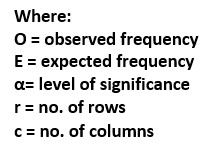 Where:
O = observed frequency
E = expected frequency
α= level of significance
r = no. of rows
c = no. of columns